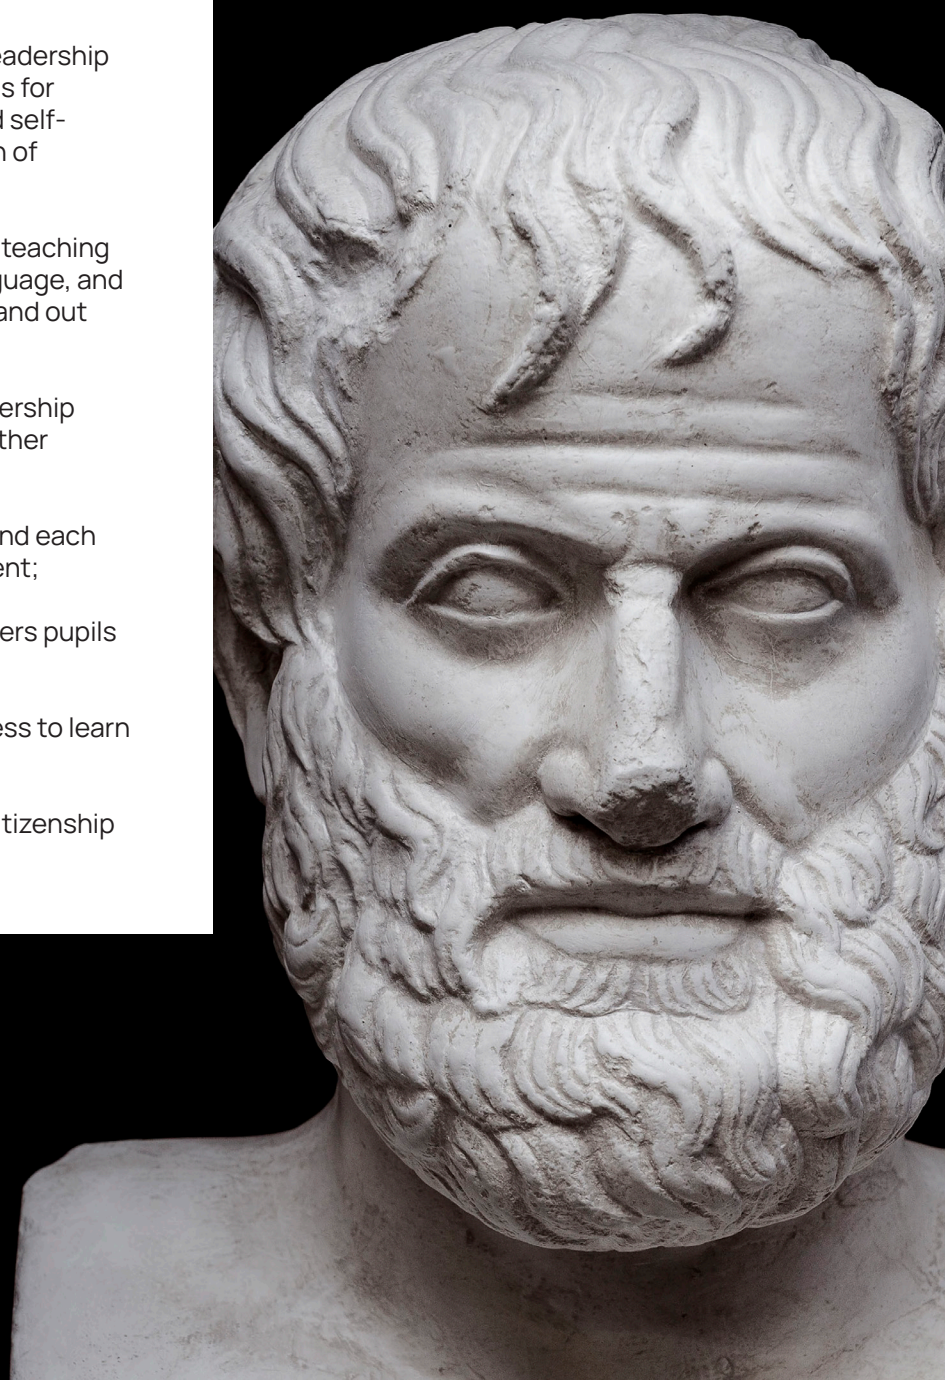 eadership
s for
d self-
n of
teaching
guage, and
and out
ership
ther
nd each
ent;
ers pupils
ess to learn
tizenship